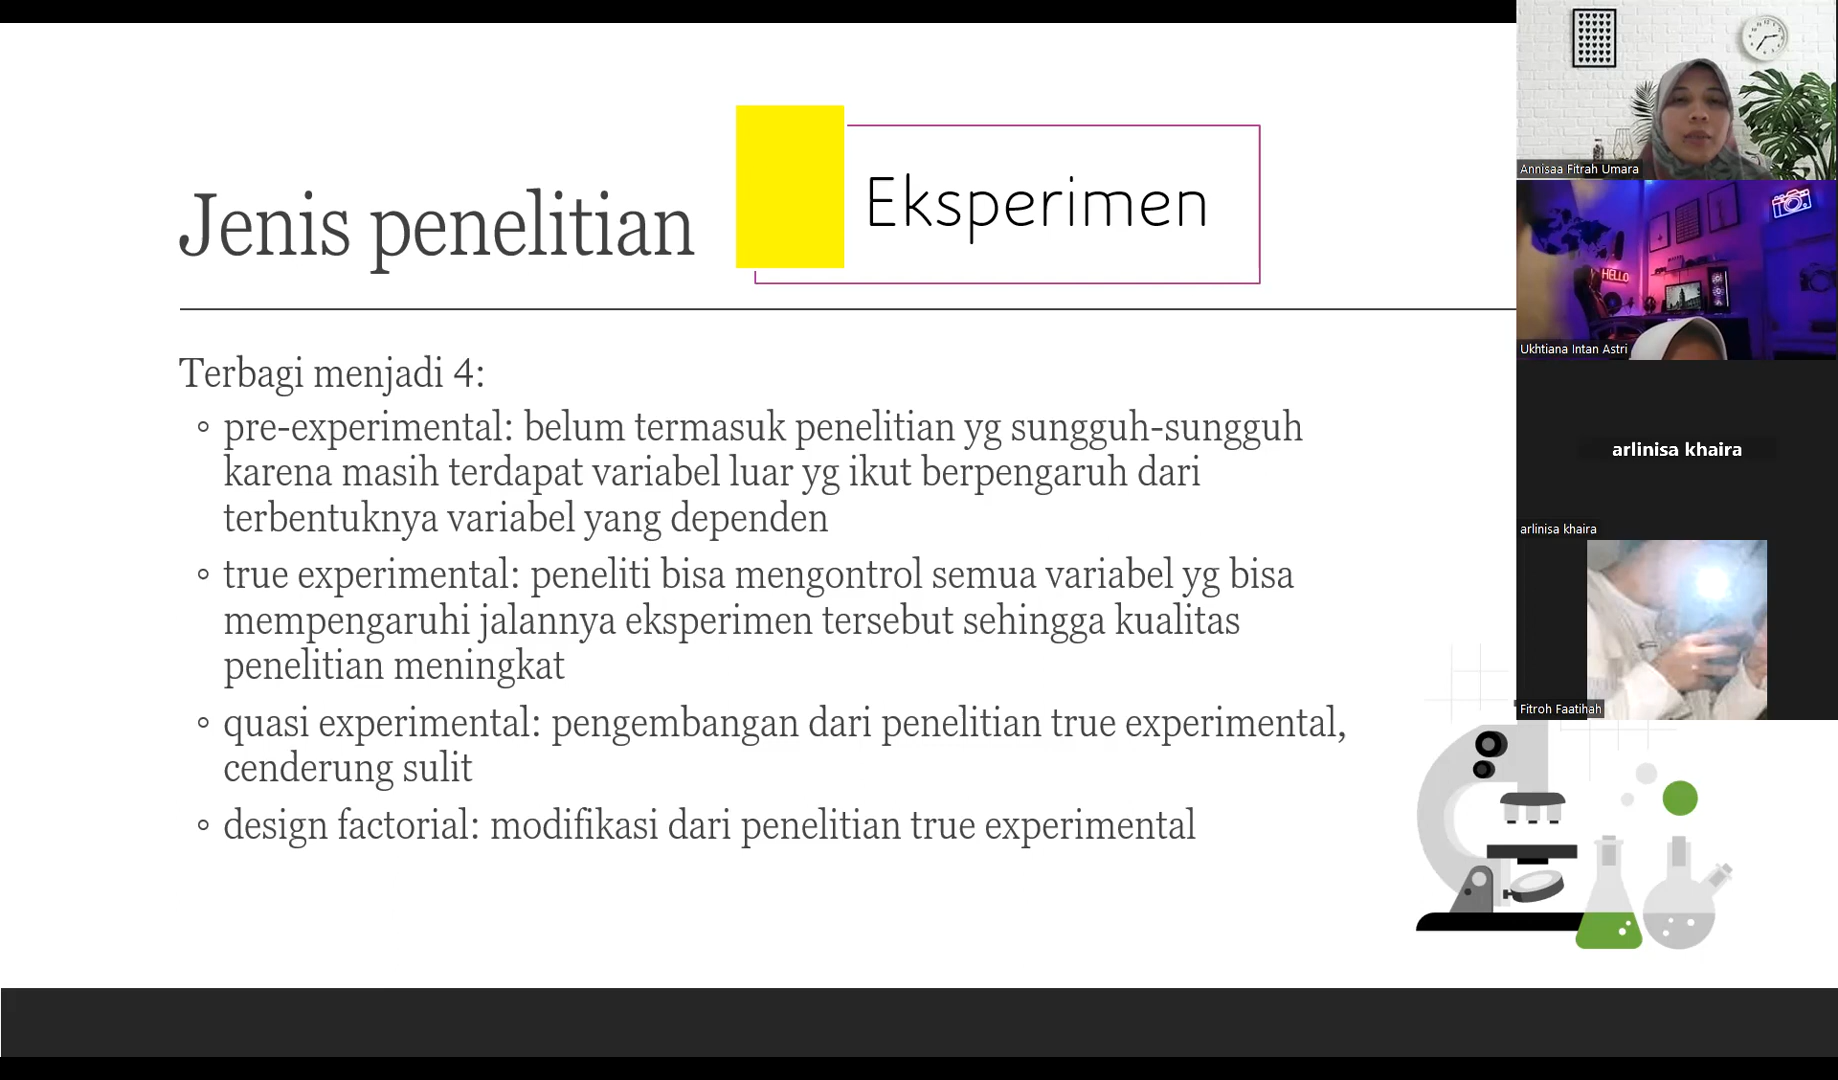 Jenis penelitian
Eksperimen
Terbagi menjadi 4:
◦ pre-experimental: belum termasuk penelitian yg sungguh-sungguh
karena masih terdapat variabel luar yg ikut berpengaruh dari
terbentuknya variabel yang dependen
◦ true experimental: peneliti bisa mengontrol semua variabel yg bisa
mempengaruhi jalannya eksperimen tersebut sehingga kualitas
penelitian meningkat
◦ quasi experimental: pengembangan dari penelitian true experimental,
cenderung sulit
◦ design factorial: modifikasi dari penelitian true experimental
Annisaa Fitrah Umara
HELLO
Ukhtiana Intan Astri
arlinisa khaira
arlinisa khaira
Fitroh Faatihah